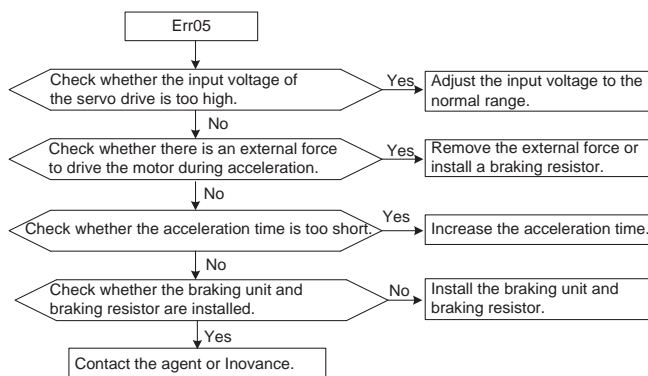 Err05
Check whether the input voltage of
the servo drive is too high.
Yes
Adjust the input voltage to the
normal range.
No
Check whether there is an external force
to drive the motor during acceleration.
Yes
Remove the external force or
install a braking resistor.
No
Check whether the acceleration time is too short.
Yes
Increase the acceleration time.
No
Check whether the braking unit and
braking resistor are installed.
No
Install the braking unit and
braking resistor.
Yes
Contact the agent or Inovance.